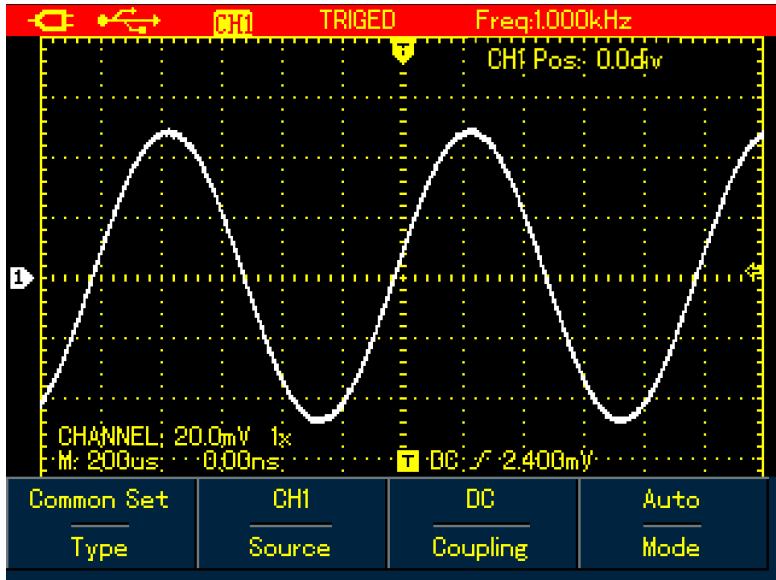 CH1 TRIGED Freq:1.000kHz
T
CH1 Pos: 0.0div
1
CHANNEL: 20.0mV 1x
M: 200us 0.00ns T DC 2.400mV
Common Set CH1 DC Auto
Type Source Coupling Mode